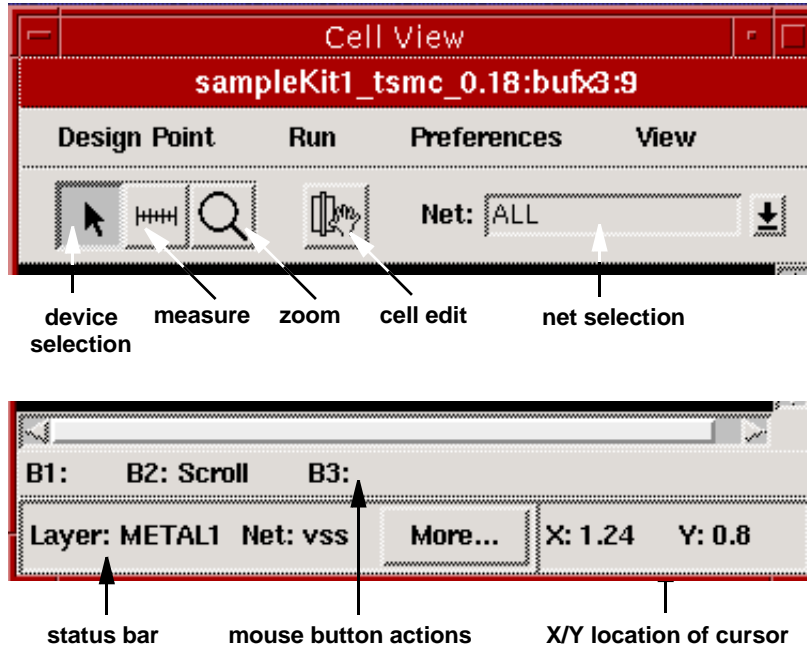 Cell View
sampleKit1_tsmc_0.18:bufx3:9
Design Point Run Preferences View
Net: ALL
device selection
measure
zoom
cell edit
net selection
B1: B2: Scroll B3:
Layer: METAL1 Net: vss More... X: 1.24 Y: 0.8
status bar
mouse button actions
X/Y location of cursor